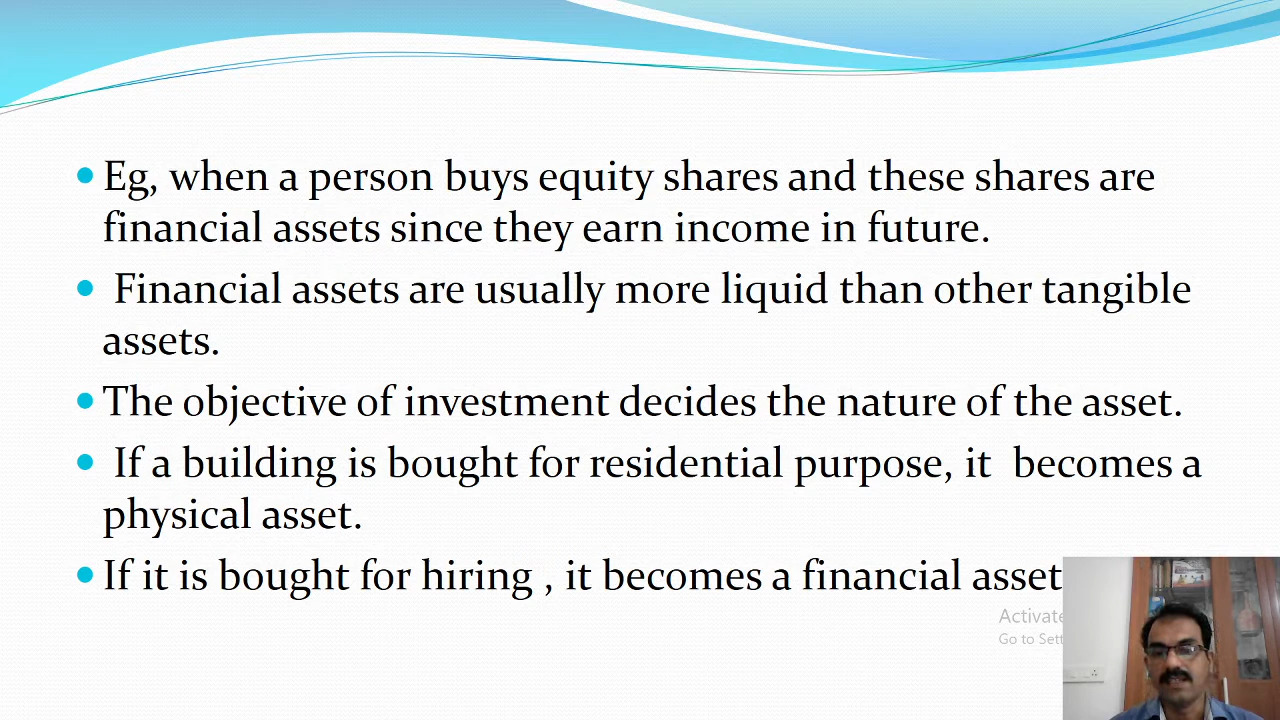 Eg, when a person buys equity shares and these shares are
financial assets since they earn income in future.
Financial assets are usually more liquid than other tangible
assets.
The objective of investment decides the nature of the asset.
If a building is bought for residential purpose, it becomes a
physical asset.
If it is bought for hiring , it becomes a financial asset
Activate
Go to Sett